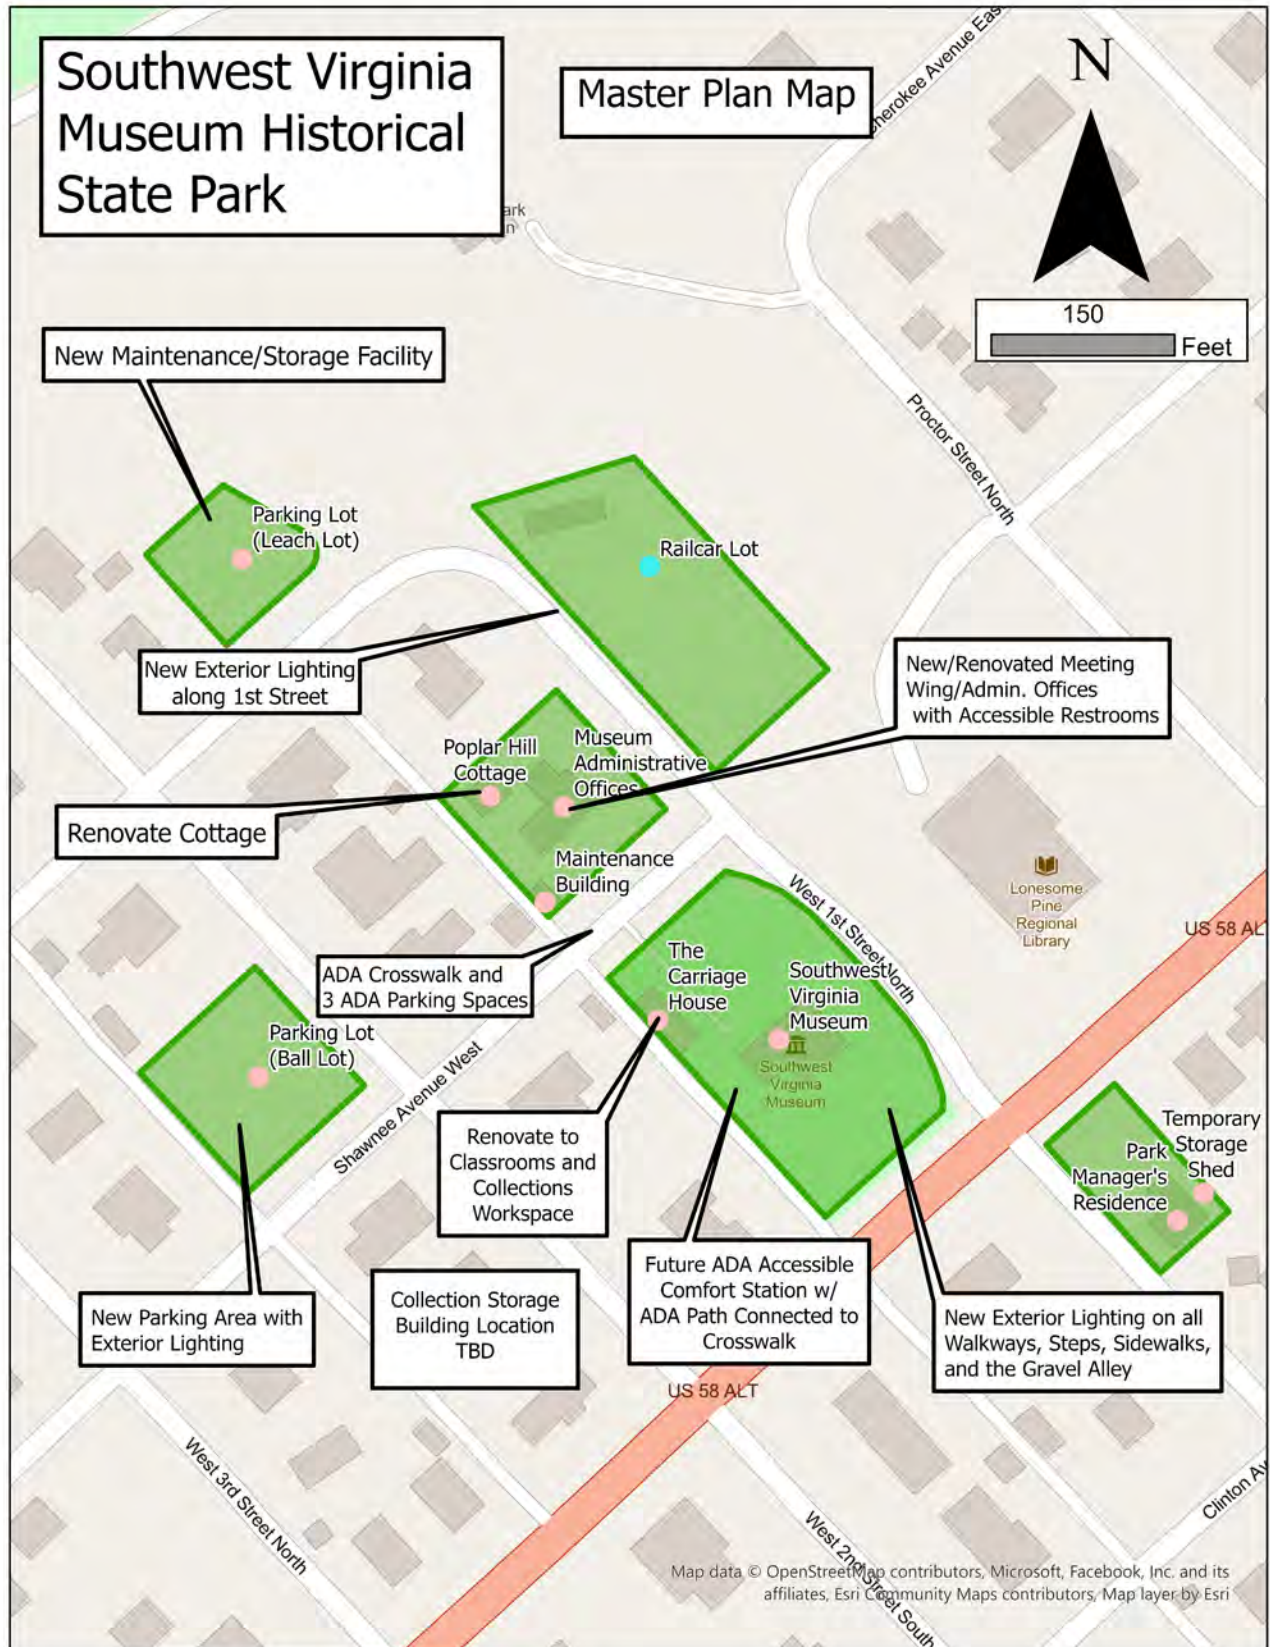 Southwest Virginia
Museum Historical
State Park
Master Plan Map
N
150
Feet
Cherokee Avenue East
ark
n
New Maintenance/Storage Facility
Proctor Street North
Parking Lot
(Leach Lot)
Railcar Lot
New Exterior Lighting
along 1st Street
New/Renovated Meeting
Wing/Admin. Offices
with Accessible Restrooms
Poplar Hill
Cottage
Museum
Administrative
Offices
Renovate Cottage
Maintenance
Building
West 1st Street North
Lonesome
Pine
Regional
Library
US 58 AL
ADA Crosswalk and
3 ADA Parking Spaces
The
Carriage
House
Southwest
Virginia
Museum
Southwest
Virginia
Museum
Parking Lot
(Ball Lot)
Shawnee Avenue West
Temporary
Storage
Shed
Park
Manager's
Residence
Renovate to
Classrooms and
Collections
Workspace
Future ADA Accessible
Comfort Station w/
ADA Path Connected to
Crosswalk
New Parking Area with
Exterior Lighting
Collection Storage
Building Location
TBD
New Exterior Lighting on all
Walkways, Steps, Sidewalks,
and the Gravel Alley
US 58 ALT
West 3rd Street North
West 2nd Street South
Clinton Av
Map data © OpenStreetMap contributors, Microsoft, Facebook, Inc. and its
affiliates, Esri Community Maps contributors, Map layer by Esri